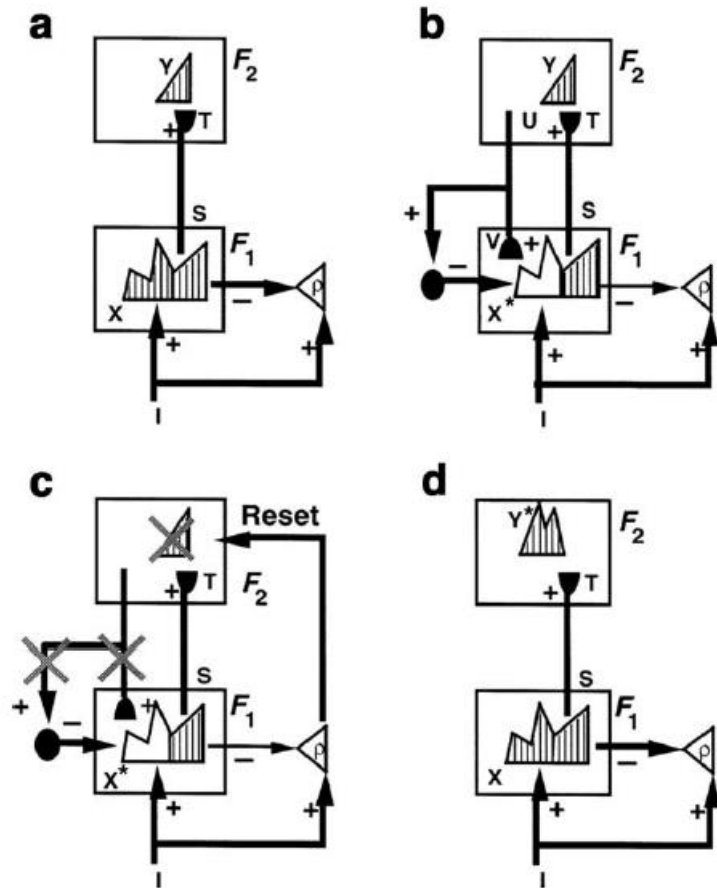 a
Y
F2
+
T
S
F1
X
−
ρ
+
+
I
b
Y
F2
U
+
T
+
S
V
+
F1
−
X*
−
ρ
+
+
I
c
Reset
+
T
F2
S
+
+
F1
−
X*
−
ρ
+
+
I
d
Y*
F2
+
T
S
F1
X
−
ρ
+
+
I